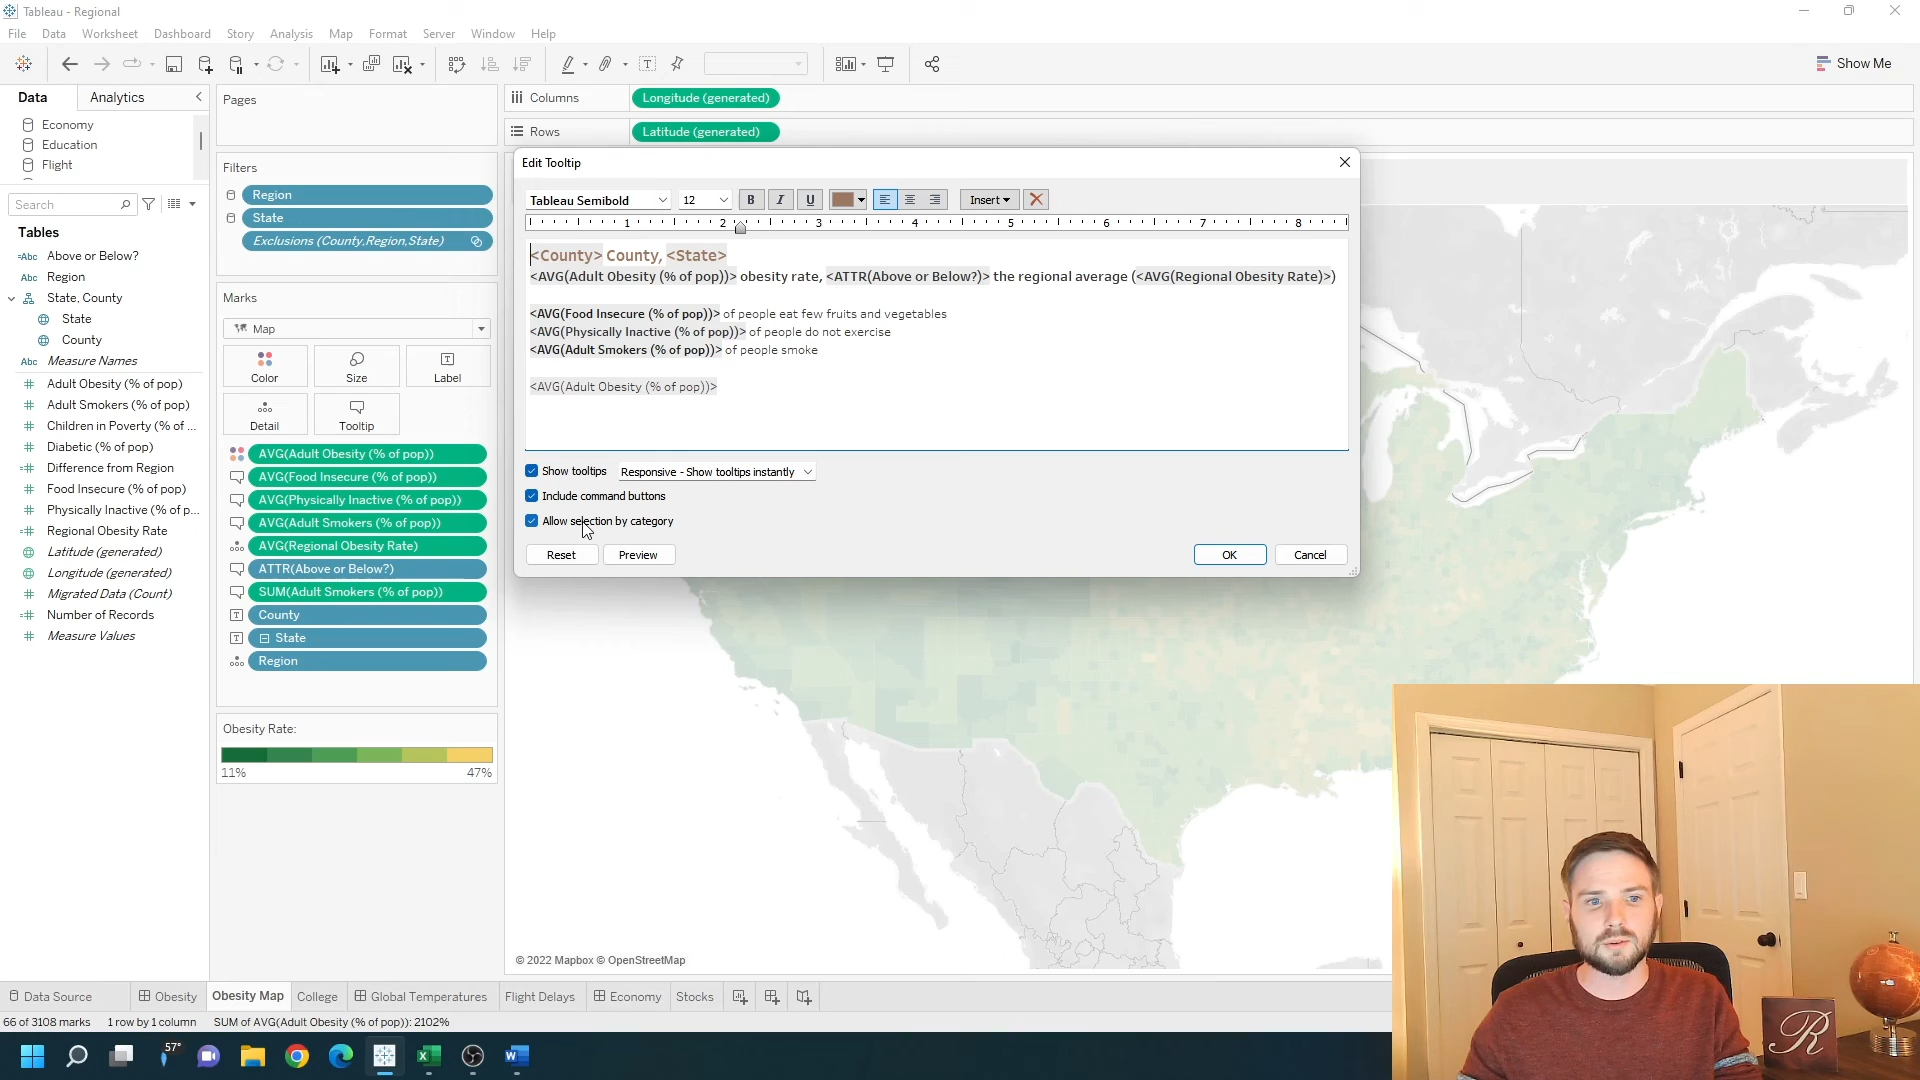 Tableau - Regional
File Data Worksheet Dashboard Story Analysis Map Format Server Window Help
Show Me
Data Analytics
Economy
Education
Flight
Search
Tables
Above or Below?
Region
State, County
State
County
Measure Names
Adult Obesity (% of pop)
Adult Smokers (% of pop)
Children in Poverty (% of ...
Diabetic (% of pop)
Difference from Region
Food Insecure (% of pop)
Physically Inactive (% of p...
Regional Obesity Rate
Latitude (generated)
Longitude (generated)
Migrated Data (Count)
Number of Records
Measure Values
Pages
Filters
Region
State
Exclusions (County,Region,State)
Marks
Map
Color Size Label
Detail Tooltip
AVG(Adult Obesity (% of pop))
AVG(Food Insecure (% of pop))
AVG(Physically Inactive (% of pop))
AVG(Adult Smokers (% of pop))
AVG(Regional Obesity Rate)
ATTR(Above or Below?)
SUM(Adult Smokers (% of pop))
County
State
Region
Obesity Rate:
11% 47%
Columns Longitude (generated)
Rows Latitude (generated)
Edit Tooltip
Tableau Semibold 12 B I U Insert
1 2 3 4 5 6 7 8
<County> County, <State>
<AVG(Adult Obesity (% of pop))> obesity rate, <ATTR(Above or Below?)> the regional average (<AVG(Regional Obesity Rate)>)
<AVG(Food Insecure (% of pop))> of people eat few fruits and vegetables
<AVG(Physically Inactive (% of pop))> of people do not exercise
<AVG(Adult Smokers (% of pop))> of people smoke
<AVG(Adult Obesity (% of pop))>
Show tooltips Responsive - Show tooltips instantly
Include command buttons
Allow selection by category
Reset Preview OK Cancel
© 2022 Mapbox © OpenStreetMap
R
Data Source Obesity Obesity Map College Global Temperatures Flight Delays Economy Stocks
66 of 3108 marks 1 row by 1 column SUM of AVG(Adult Obesity (% of pop)): 2102%
57°